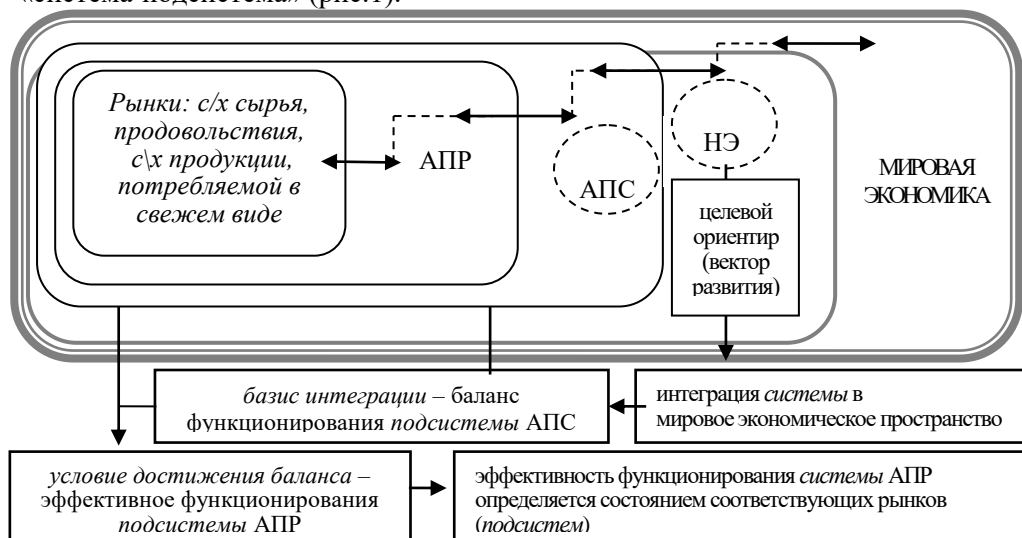 «система-подсистема» (рис.1).
Рынки: с/х сырья,
продовольствия,
с\х продукции,
потребляемой в
свежем виде
АПР
АПС
НЭ
МИРОВАЯ
ЭКОНОМИКА
целевой
ориентир
(вектор
развития)
базис интеграции – баланс
функционирования подсистемы АПС
интеграция системы в
мировое экономическое пространство
условие достижения баланса –
эффективное функционирования
подсистемы АПР
эффективность функционирования системы АПР
определяется состоянием соответствующих рынков
(подсистем)